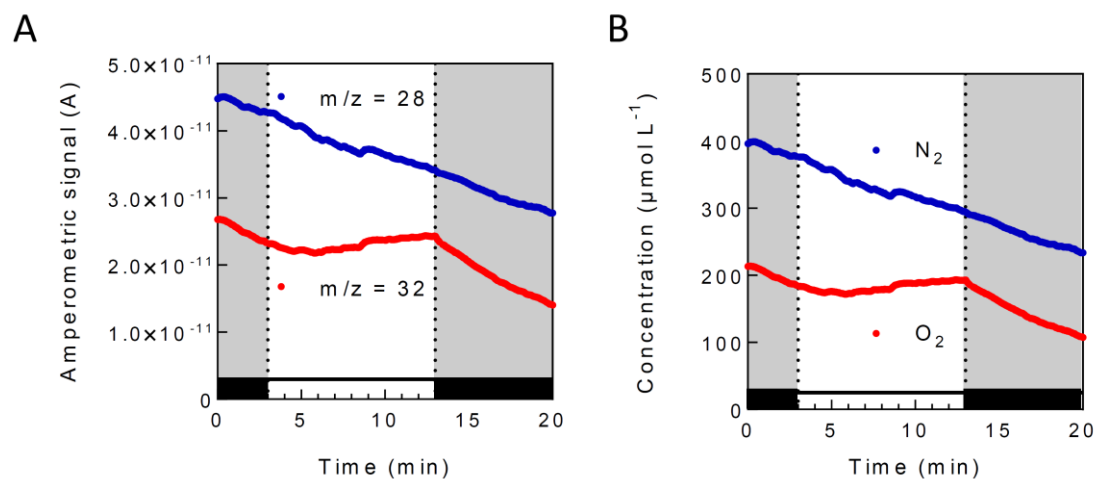 A
Amperometric signal (A)
5.0×10⁻¹¹
4.0×10⁻¹¹
3.0×10⁻¹¹
2.0×10⁻¹¹
1.0×10⁻¹¹
0
m/z = 28
m/z = 32
0 5 10 15 20
Time (min)
B
Concentration (µmol L⁻¹)
500
400
300
200
100
0
N₂
O₂
0 5 10 15 20
Time (min)